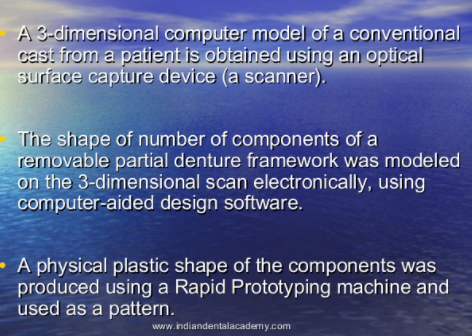 • A 3-dimensional computer model of a conventional
cast from a patient is obtained using an optical
surface capture device (a scanner).
• The shape of number of components of a
removable partial denture framework was modeled
on the 3-dimensional scan electronically, using
computer-aided design software.
• A physical plastic shape of the components was
produced using a Rapid Prototyping machine and
used as a pattern.
www.indiandentalacademy.com